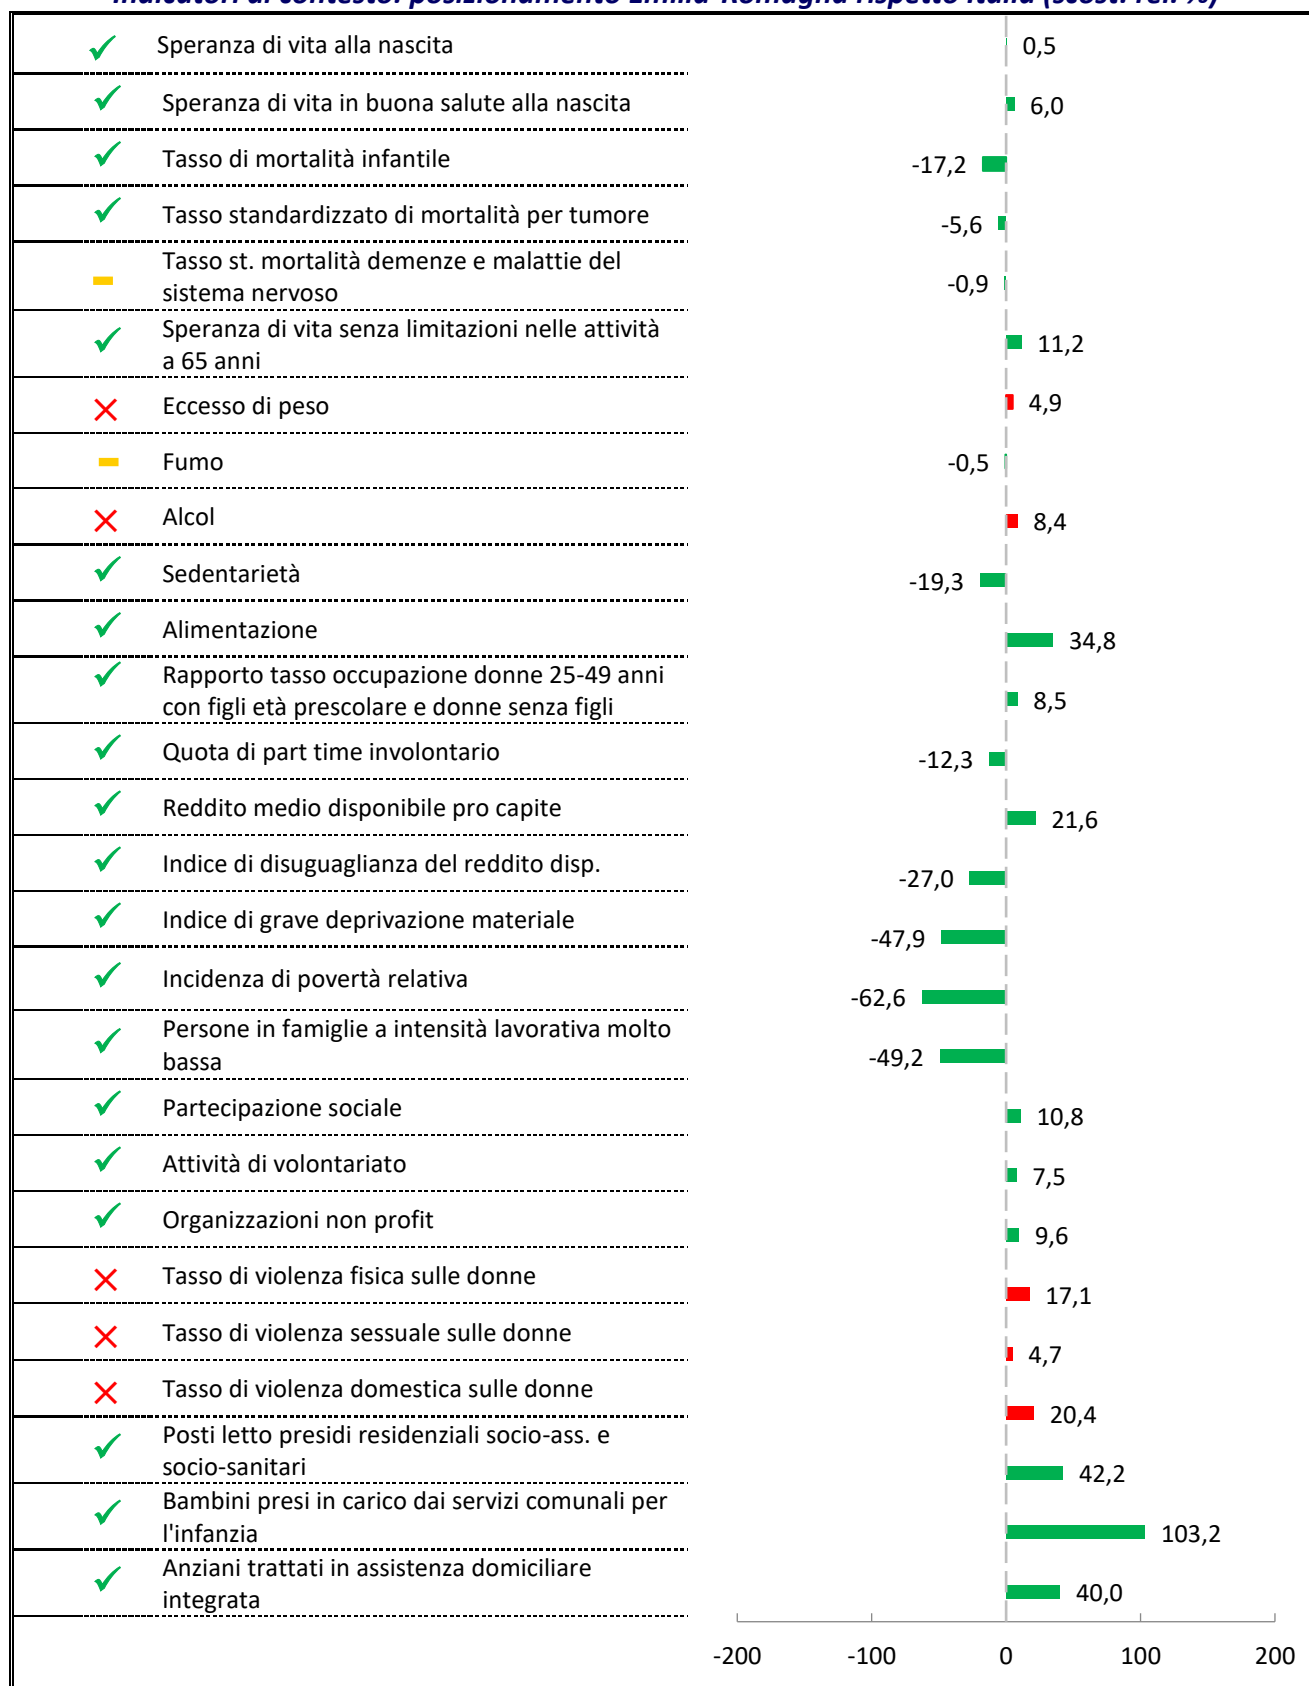 Indicatori di contesto: posizionamento Emilia-Romagna rispetto Italia (scost. rel. %)
Speranza di vita alla nascita 0,5
Speranza di vita in buona salute alla nascita 6,0
Tasso di mortalità infantile -17,2
Tasso standardizzato di mortalità per tumore -5,6
Tasso st. mortalità demenze e malattie del
sistema nervoso -0,9
Speranza di vita senza limitazioni nelle attività
a 65 anni 11,2
Eccesso di peso 4,9
Fumo -0,5
Alcol 8,4
Sedentarietà -19,3
Alimentazione 34,8
Rapporto tasso occupazione donne 25-49 anni
con figli età prescolare e donne senza figli 8,5
Quota di part time involontario -12,3
Reddito medio disponibile pro capite 21,6
Indice di disuguaglianza del reddito disp. -27,0
Indice di grave deprivazione materiale -47,9
Incidenza di povertà relativa -62,6
Persone in famiglie a intensità lavorativa molto
bassa -49,2
Partecipazione sociale 10,8
Attività di volontariato 7,5
Organizzazioni non profit 9,6
Tasso di violenza fisica sulle donne 17,1
Tasso di violenza sessuale sulle donne 4,7
Tasso di violenza domestica sulle donne 20,4
Posti letto presidi residenziali socio-ass. e
socio-sanitari 42,2
Bambini presi in carico dai servizi comunali per
l'infanzia 103,2
Anziani trattati in assistenza domiciliare
integrata 40,0
-200 -100 0 100 200